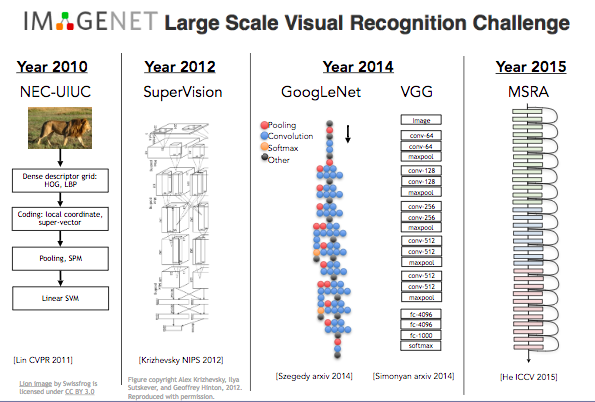 IMAGENET Large Scale Visual Recognition Challenge
Year 2010
NEC-UIUC
Dense descriptor grid:
HOG, LBP
Coding: local coordinate,
super-vector
Pooling, SPM
Linear SVM
[Lin CVPR 2011]
Lion image by Swissfrog is
licensed under CC BY 3.0
Year 2012
SuperVision
[Krizhevsky NIPS 2012]
Figure copyright Alex Krizhevsky, Ilya
Sutskever, and Geoffrey Hinton, 2012.
Reproduced with permission.
Year 2014
GoogLeNet
Pooling
Convolution
Softmax
Other
[Szegedy arxiv 2014]
VGG
Image
conv-64
conv-64
maxpool
conv-128
conv-128
maxpool
conv-256
conv-256
maxpool
conv-512
conv-512
maxpool
conv-512
conv-512
maxpool
fc-4096
fc-4096
fc-1000
softmax
[Simonyan arxiv 2014]
Year 2015
MSRA
[He ICCV 2015]